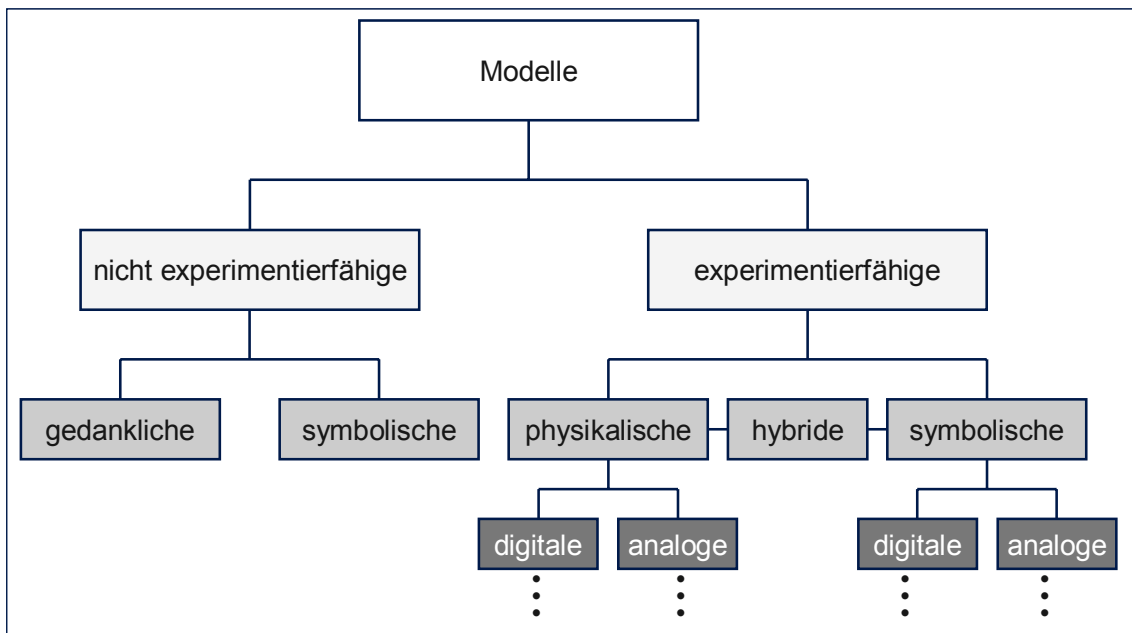 Modelle
nicht experimentierfähige
experimentierfähige
gedankliche
symbolische
physikalische
hybride
symbolische
digitale
analoge
digitale
analoge